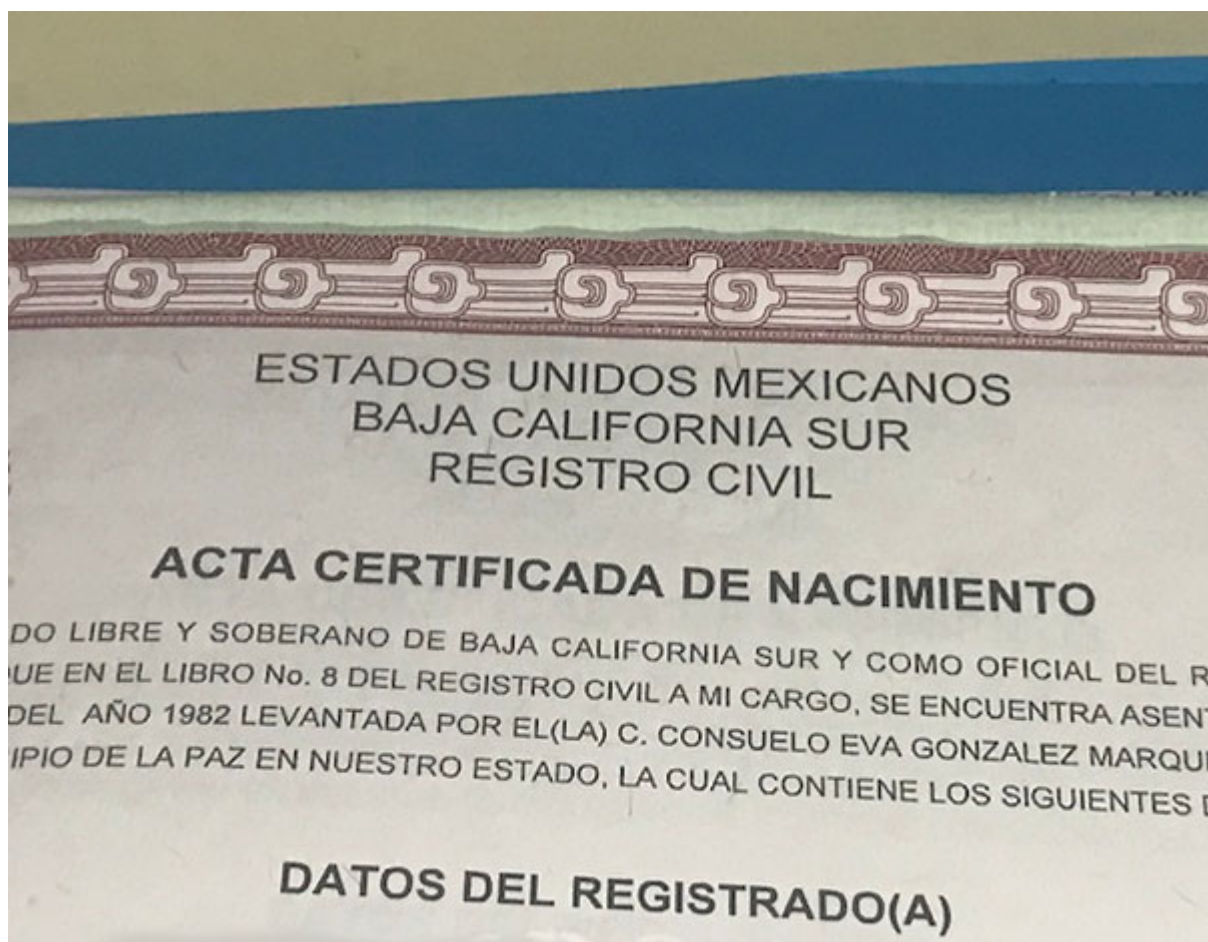 ESTADOS UNIDOS MEXICANOS
BAJA CALIFORNIA SUR
REGISTRO CIVIL
ACTA CERTIFICADA DE NACIMIENTO
DO LIBRE Y SOBERANO DE BAJA CALIFORNIA SUR Y COMO OFICIAL DEL R
UE EN EL LIBRO No. 8 DEL REGISTRO CIVIL A MI CARGO, SE ENCUENTRA ASENT
DEL AÑO 1982 LEVANTADA POR EL(LA) C. CONSUELO EVA GONZALEZ MARQU
IPIO DE LA PAZ EN NUESTRO ESTADO, LA CUAL CONTIENE LOS SIGUIENTES D
DATOS DEL REGISTRADO(A)